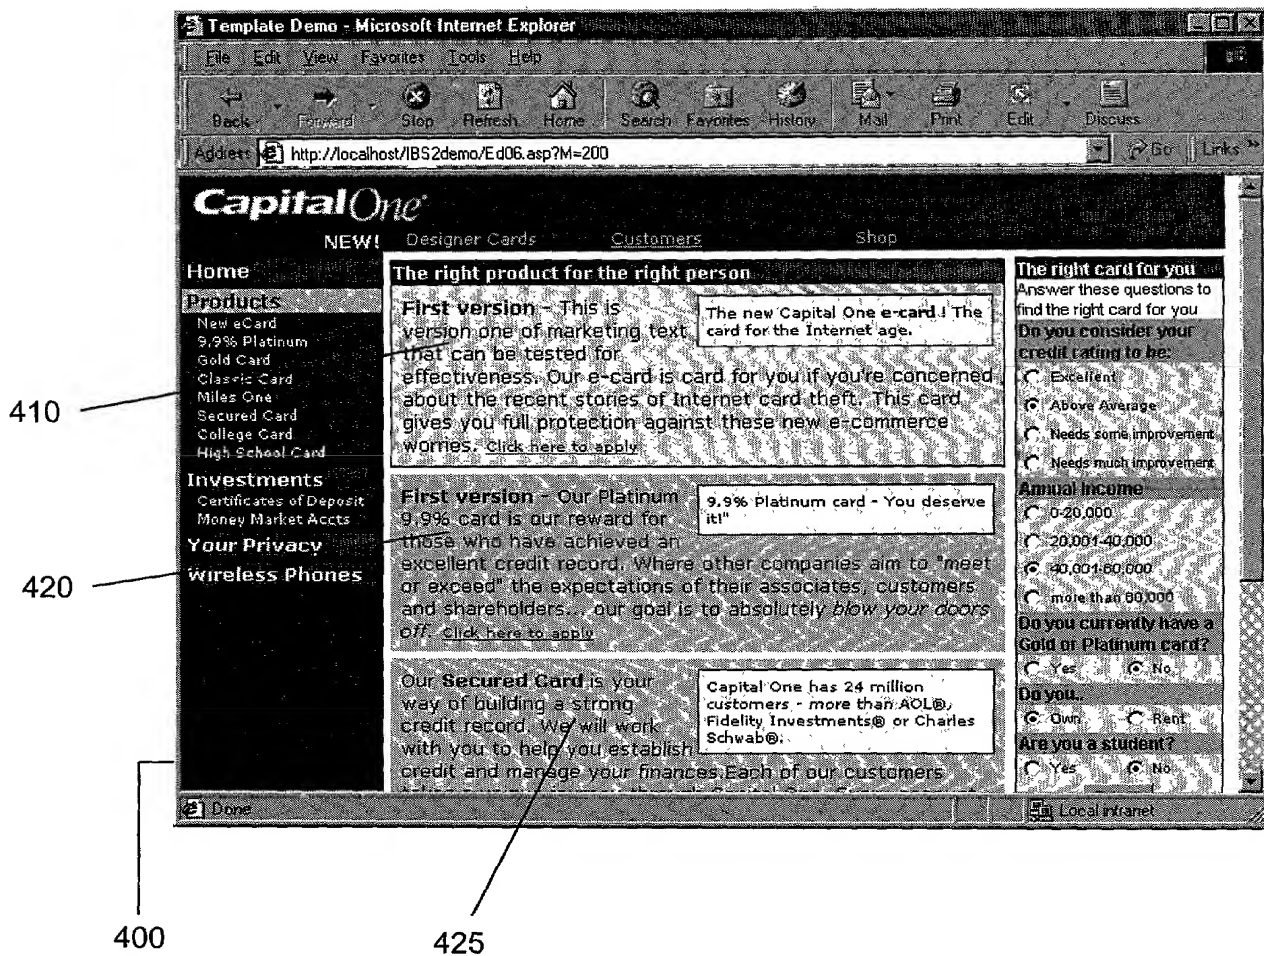 Template Demo - Microsoft Internet Explorer
File Edit View Favorites Tools Help
Back Forward Stop Refresh Home Search Favorites History Mail Print Edit Discuss
Address http://localhost/IBS2demo/Ed06.asp?M=200 Go Links »
CapitalOne®
NEW! Designer Cards Customers Shop
Home
Products
New eCard
9.9% Platinum
Gold Card
Classic Card
Miles One
Secured Card
College Card
High School Card
Investments
Certificates of Deposit
Money Market Accts
Your Privacy
Wireless Phones
The right product for the right person
First version - This is
version one of marketing text
that can be tested for
effectiveness. Our e-card is card for you if you're concerned
about the recent stories of Internet card theft. This card
gives you full protection against these new e-commerce
worries. Click here to apply
The new Capital One e-card ! The
card for the Internet age.
First version - Our Platinum
9.9% card is our reward for
those who have achieved an
excellent credit record. Where other companies aim to "meet
or exceed" the expectations of their associates, customers
and shareholders... our goal is to absolutely blow your doors
off. Click here to apply
9.9% Platinum card - You deserve
it!"
Our Secured Card is your
way of building a strong
credit record. We will work
with you to help you establish
credit and manage your finances.Each of our customers
Capital One has 24 million
customers - more than AOL®,
Fidelity Investments® or Charles
Schwab®.
The right card for you
Answer these questions to
find the right card for you
Do you consider your
credit rating to be:
Excellent
Above Average
Needs some improvement
Needs much improvement
Annual Income
0-20,000
20,001-40,000
40,001-60,000
more than 60,000
Do you currently have a
Gold or Platinum card?
Yes No
Do you..
Own Rent
Are you a student?
Yes No
Done Local intranet
410
420
400
425